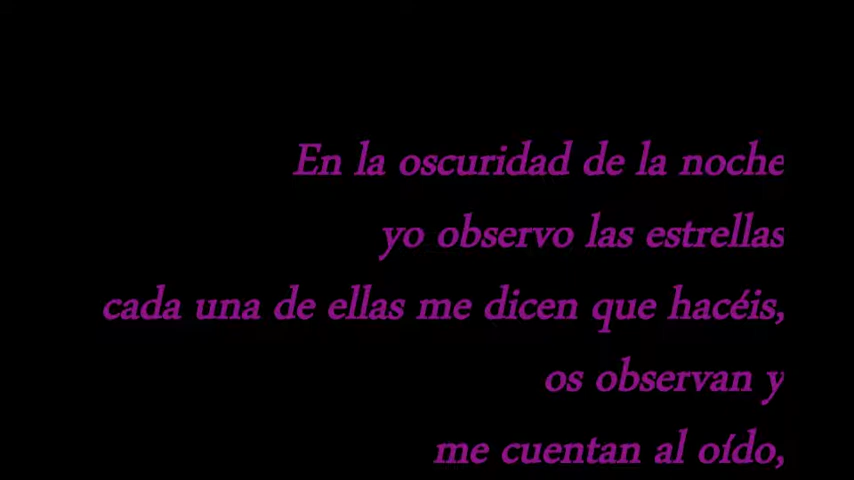 En la oscuridad de la noche
yo observo las estrellas
cada una de ellas me dicen que hacéis,
os observan y
me cuentan al oído,